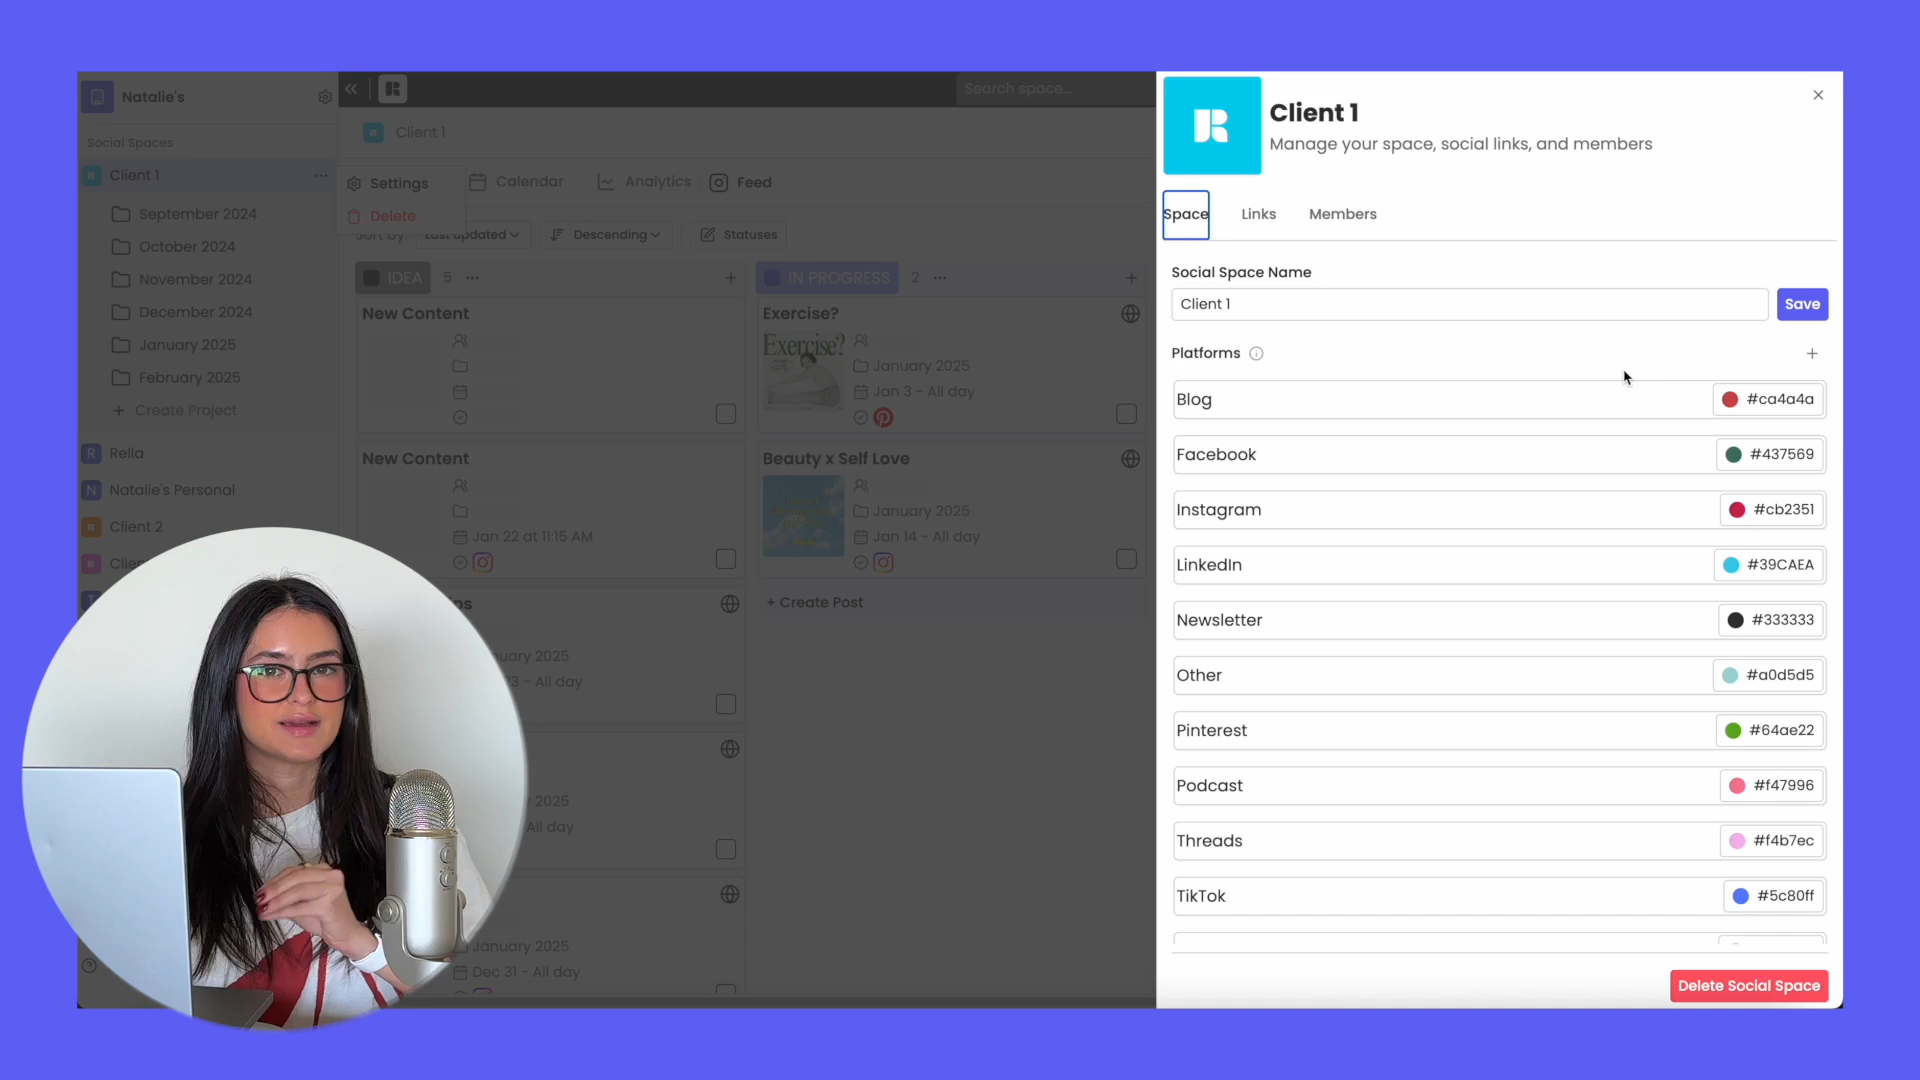 Natalie's
Search space...
Social Spaces
Client 1
Client 1
Settings
Calendar
Analytics
Feed
Delete
September 2024
October 2024
November 2024
December 2024
January 2025
February 2025
+ Create Project
Sort by:
Last updated
Descending
Statuses
IDEA 5
IN PROGRESS 2
New Content
Exercise?
Exercise?
January 2025
Jan 3 - All day
New Content
Jan 22 at 11:15 AM
Beauty x Self Love
January 2025
Jan 14 - All day
+ Create Post
R Rella
N Natalie's Personal
Client 2
January 2025
Dec 31 - All day
Client 1
Manage your space, social links, and members
Space
Links
Members
Social Space Name
Client 1
Save
Platforms
Blog #ca4a4a
Facebook #437569
Instagram #cb2351
LinkedIn #39CAEA
Newsletter #333333
Other #a0d5d5
Pinterest #64ae22
Podcast #f47996
Threads #f4b7ec
TikTok #5c80ff
Delete Social Space